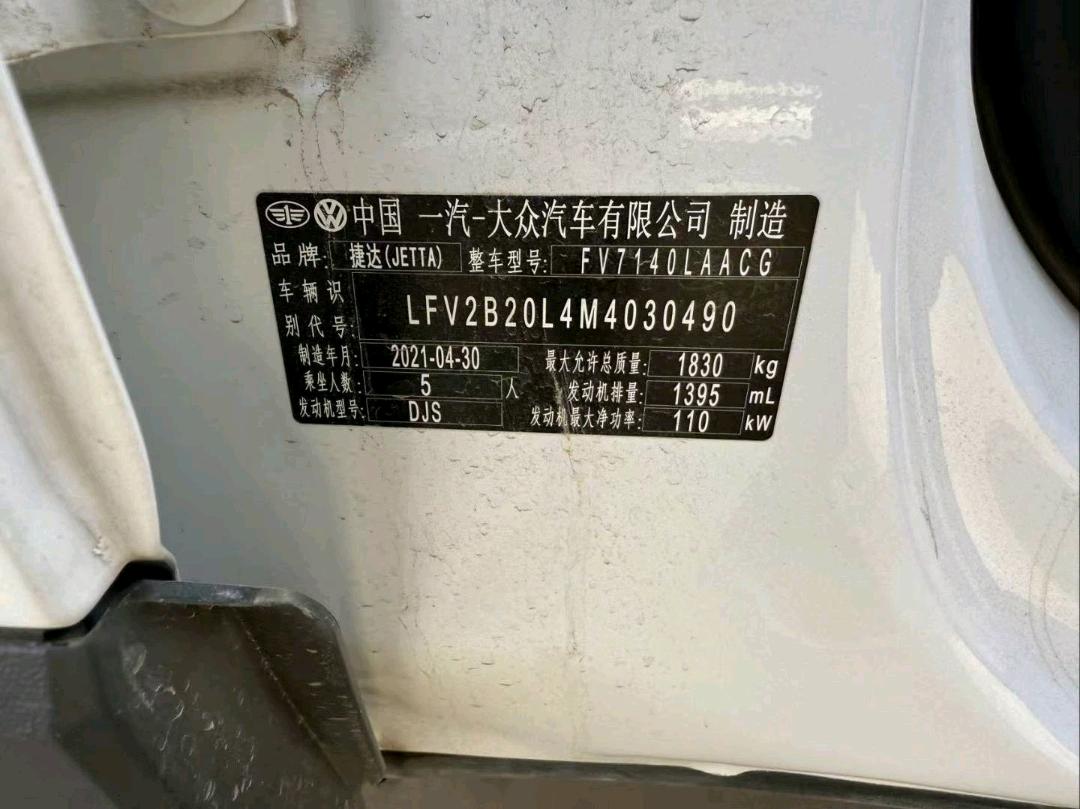 中国 一汽-大众汽车有限公司 制造
品牌: 捷达(JETTA) 整车型号: FV7140LAACG
车辆识别代号: LFV2B20L4M4030490
制造年月: 2021-04-30 最大允许总质量: 1830 kg
乘坐人数: 5 人 发动机排量: 1395 mL
发动机型号: DJS 发动机最大净功率: 110 kW